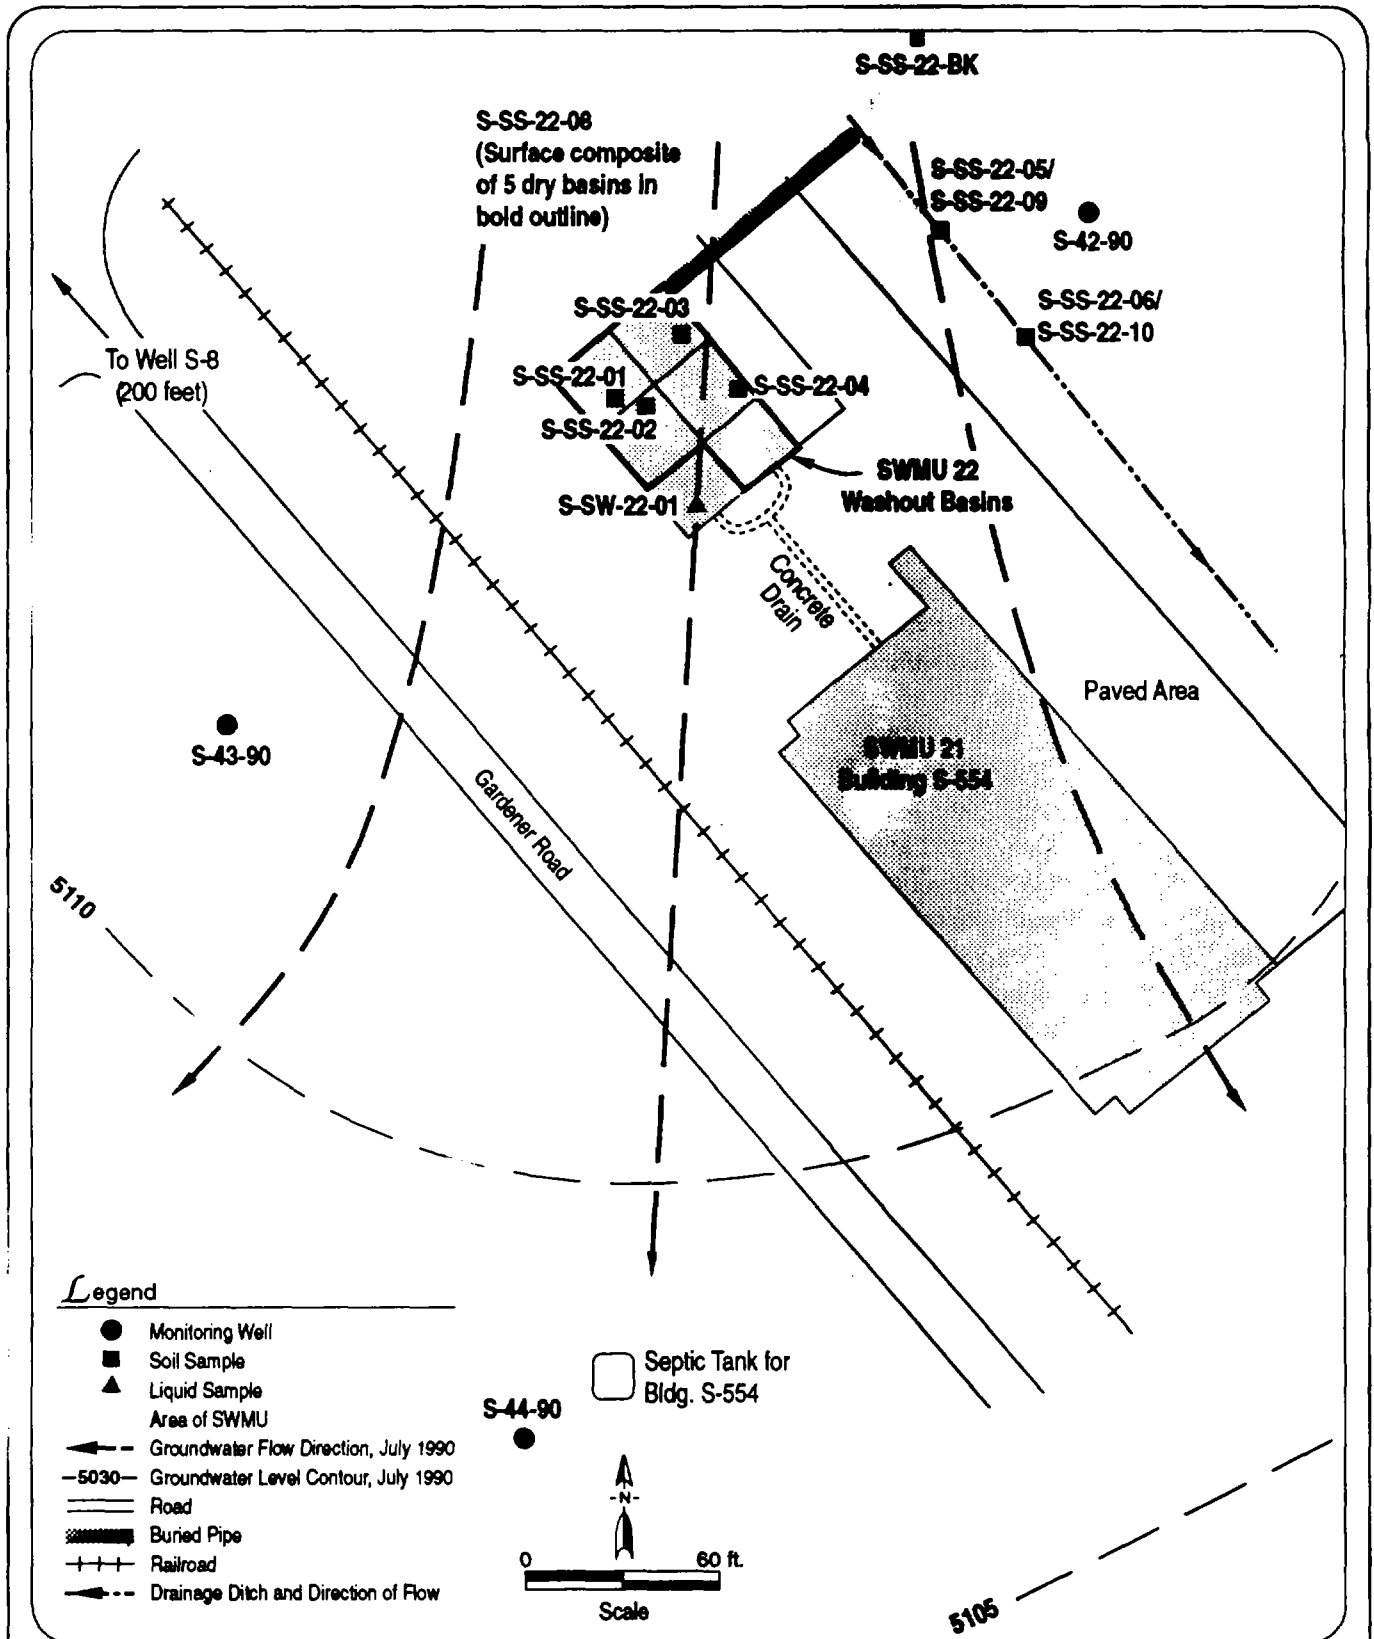 S-SS-22-BK
S-SS-22-08
(Surface composite
of 5 dry basins in
bold outline)
S-SS-22-05/
S-SS-22-09
S-42-90
S-SS-22-06/
S-SS-22-10
S-SS-22-03
To Well S-8
(200 feet)
S-SS-22-01
S-SS-22-04
S-SS-22-02
SWMU 22
Washout Basins
S-SW-22-01
Concrete
Drain
Paved Area
S-43-90
SWMU 21
Building S-554
Gardener Road
5110
Legend
Monitoring Well
Soil Sample
Liquid Sample
Area of SWMU
Groundwater Flow Direction, July 1990
-5030- Groundwater Level Contour, July 1990
Road
Buried Pipe
Railroad
Drainage Ditch and Direction of Flow
Septic Tank for
Bldg. S-554
S-44-90
-N-
0 60 ft.
Scale
5105